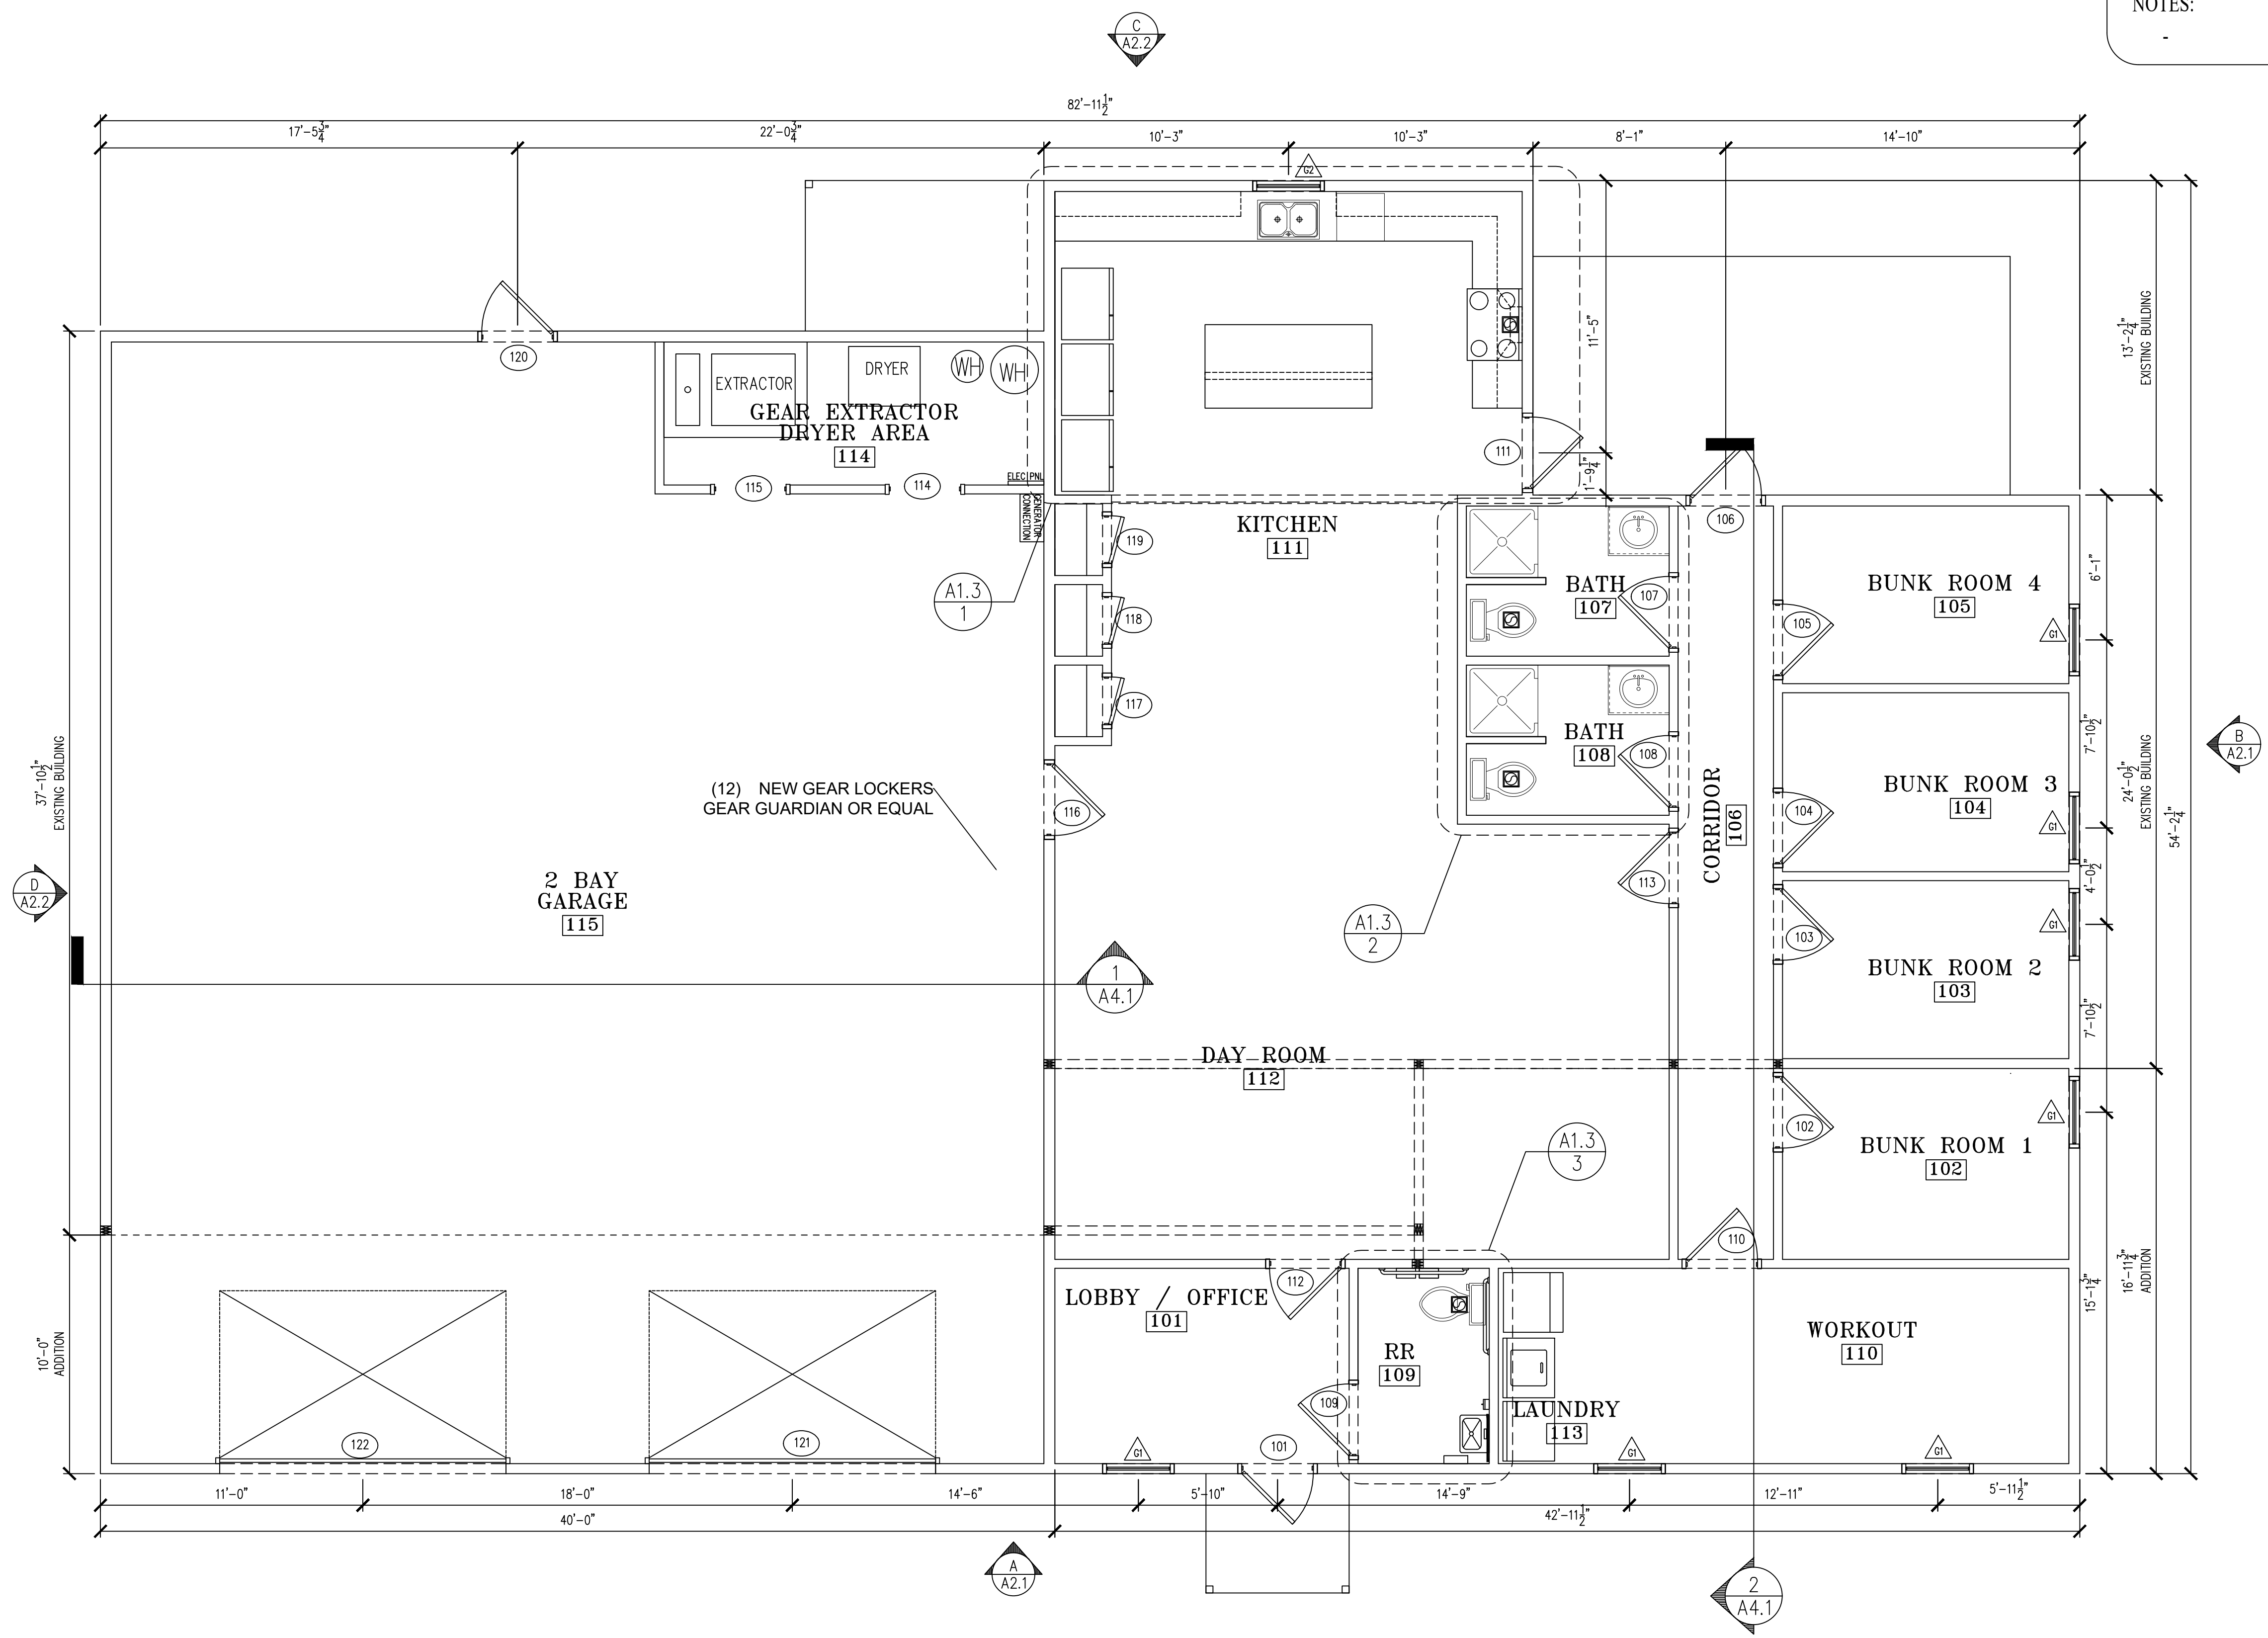 NOTES:
-
C
A2.2
82'-11 1/2"
17'-5 3/4"
22'-0 3/4"
10'-3"
10'-3"
8'-1"
14'-10"
G2
13'-2 1/4"
EXISTING BUILDING
11'-5"
1'-9 1/4"
120
EXTRACTOR
DRYER
WH
WH
GEAR EXTRACTOR
DRYER AREA
114
115
114
ELEC PNL
GENERATOR
CONNECTION
111
106
KITCHEN
111
119
118
117
116
A1.3
1
BATH
107
107
BATH
108
108
113
CORRIDOR
106
BUNK ROOM 4
105
105
G1
6'-1"
BUNK ROOM 3
104
104
G1
7'-10 1/2"
24'-0 1/2"
EXISTING BUILDING
54'-2 1/4"
B
A2.1
37'-10 1/2"
EXISTING BUILDING
(12) NEW GEAR LOCKERS
GEAR GUARDIAN OR EQUAL
D
A2.2
2 BAY
GARAGE
115
A1.3
2
4'-0 1/2"
103
G1
BUNK ROOM 2
103
7'-10 1/2"
1
A4.1
DAY ROOM
112
A1.3
3
102
G1
BUNK ROOM 1
102
110
112
LOBBY / OFFICE
101
RR
109
109
WORKOUT
110
LAUNDRY
113
15'-1 3/4"
16'-11 3/4"
ADDITION
10'-0"
ADDITION
122
121
G1
101
G1
G1
11'-0"
18'-0"
14'-6"
5'-10"
14'-9"
12'-11"
5'-11 1/2"
40'-0"
42'-11 1/2"
A
A2.1
2
A4.1